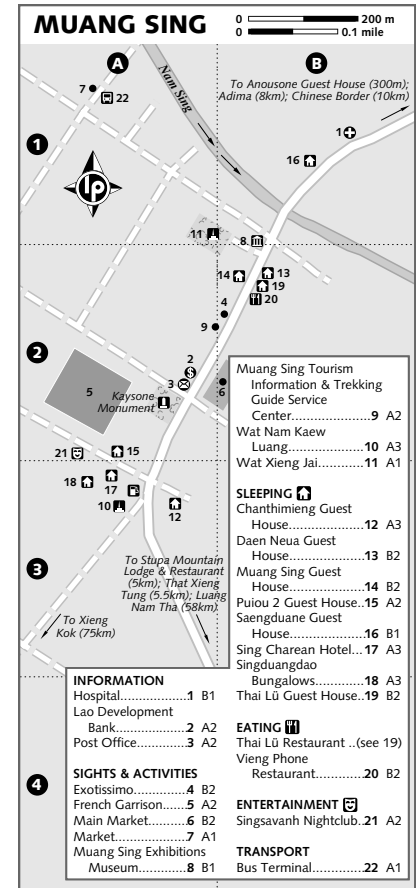 MUANG SING
0 200 m
0 0.1 mile
A
B
7
22
Nam Sing
To Anousone Guest House (300m);
Adima (8km); Chinese Border (10km)
1
1
16
lp
11
8
14
13
19
20
4
9
2
2
3
5
Kaysone
Monument
6
21
15
18
17
10
12
3
To Stupa Mountain
Lodge & Restaurant
(5km); That Xieng
Tung (5.5km); Luang
Nam Tha (58km)
To Xieng
Kok (75km)
4
Muang Sing Tourism
Information & Trekking
Guide Service
Center....................9 A2
Wat Nam Kaew
Luang...................10 A3
Wat Xieng Jai............11 A1
SLEEPING
Chanthimieng Guest
House...................12 A3
Daen Neua Guest
House...................13 B2
Muang Sing Guest
House...................14 B2
Puiou 2 Guest House..15 A2
Saengduane Guest
House...................16 B1
Sing Charean Hotel...17 A3
Singduangdao
Bungalows............18 A3
Thai Lü Guest House..19 B2
EATING
Thai Lü Restaurant ..(see 19)
Vieng Phone
Restaurant............20 B2
ENTERTAINMENT
Singsavanh Nightclub..21 A2
TRANSPORT
Bus Terminal............22 A1
INFORMATION
Hospital..................1 B1
Lao Development
Bank....................2 A2
Post Office..............3 A2
SIGHTS & ACTIVITIES
Exotissimo...............4 B2
French Garrison.......5 A2
Main Market...........6 B2
Market....................7 A1
Muang Sing Exhibitions
Museum..............8 B1